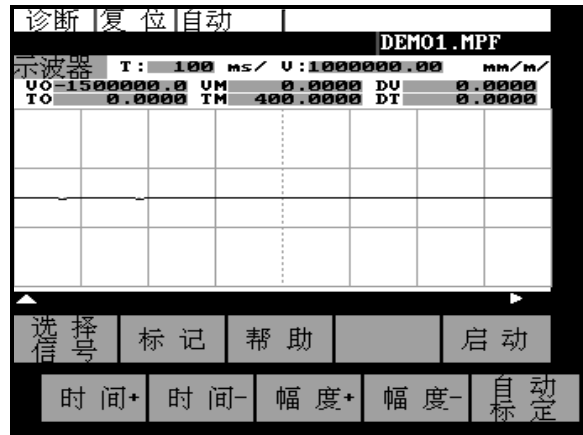 诊断 复 位 自动
DEMO1.MPF
示波器 T: 100 ms/ V:1000000.00 mm/m/
VO-1500000.0 VM 0.0000 DV 0.0000
TO 0.0000 TM 400.0000 DT 0.0000
选 择 标 记 帮 助 启 动
信 号
时 间+ 时 间- 幅 度+ 幅 度- 自 动
标 定